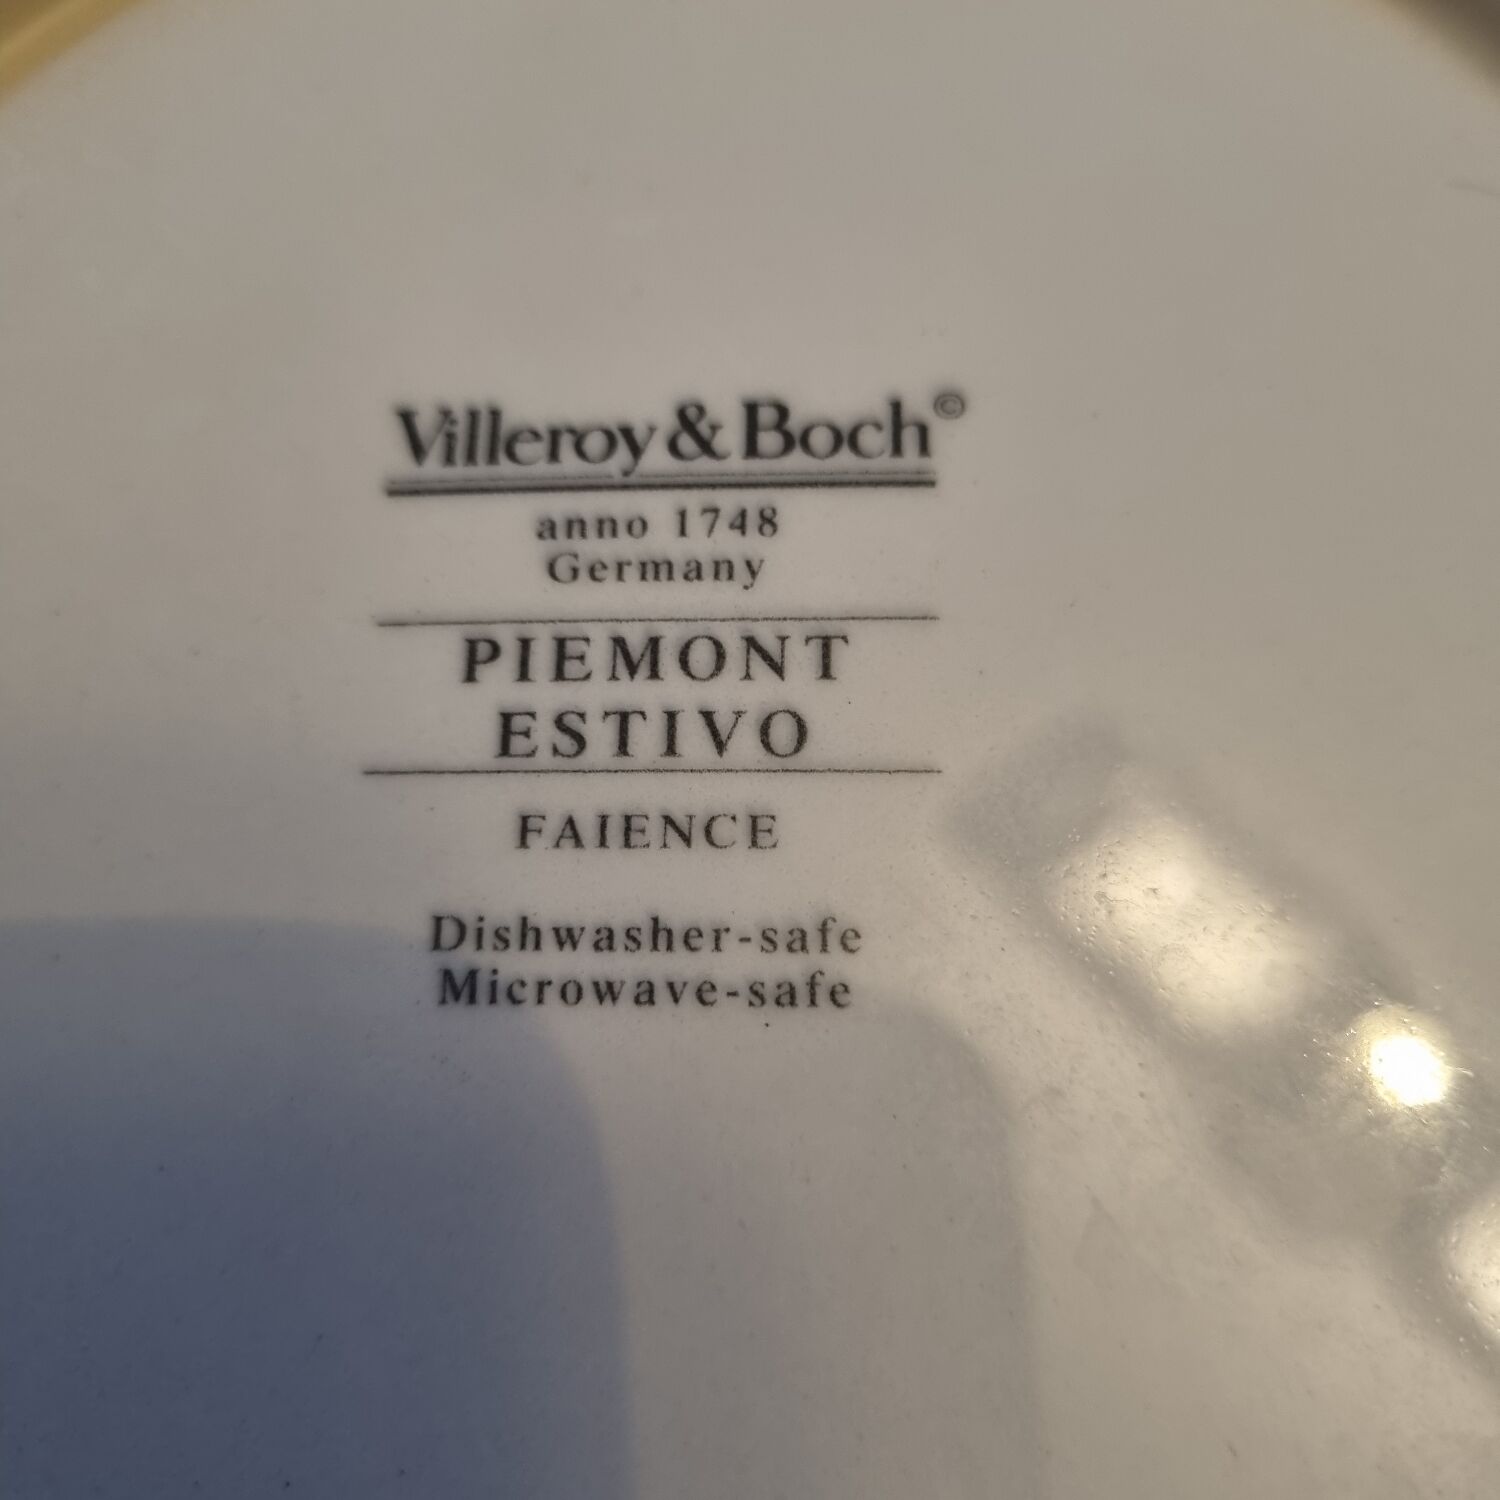 Villeroy & Boch©
anno 1748
Germany
PIEMONT
ESTIVO
FAIENCE
Dishwasher-safe
Microwave-safe